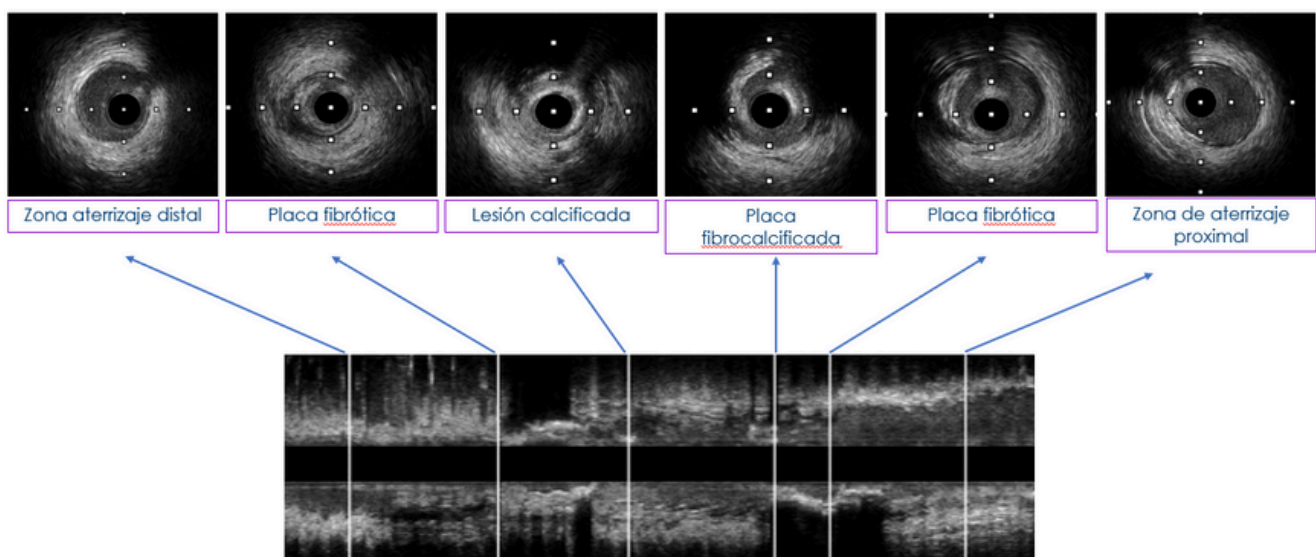 Zona aterrizaje distal
Placa fibrótica
Lesión calcificada
Placa
fibrocalcificada
Placa fibrótica
Zona de aterrizaje
proximal